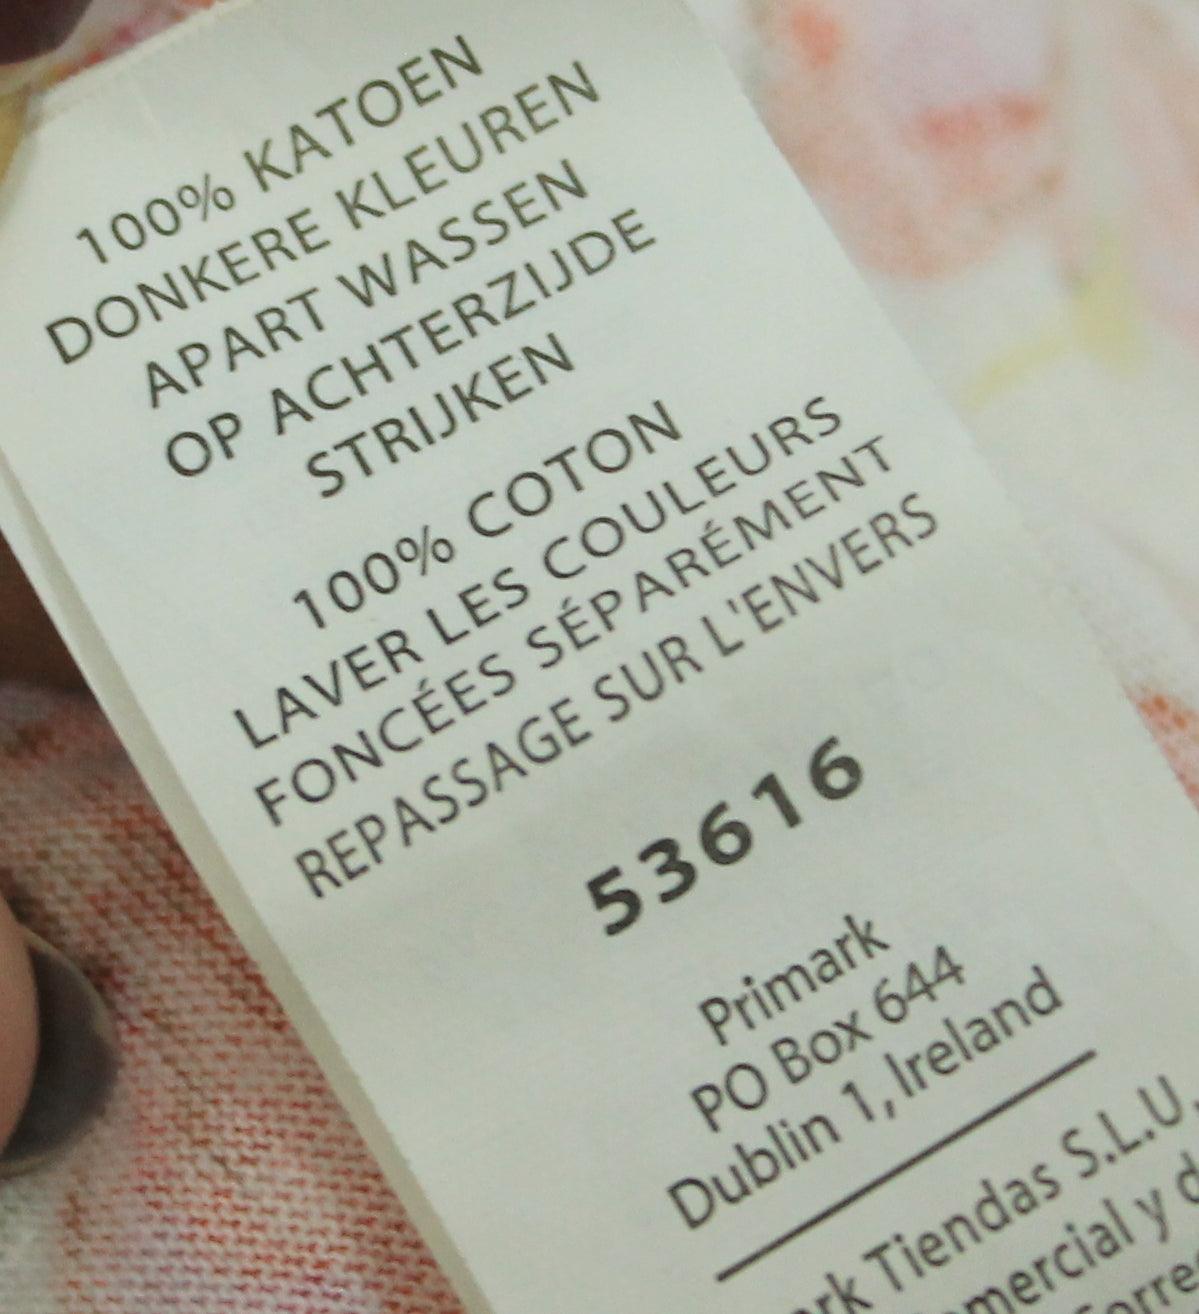 100% KATOEN
DONKERE KLEUREN
APART WASSEN
OP ACHTERZIJDE
STRIJKEN
100% COTON
LAVER LES COULEURS
FONCÉES SÉPARÉMENT
REPASSAGE SUR L'ENVERS
53616
Primark
PO Box 644
Dublin 1, Ireland
Tiendas S.L.U.
y